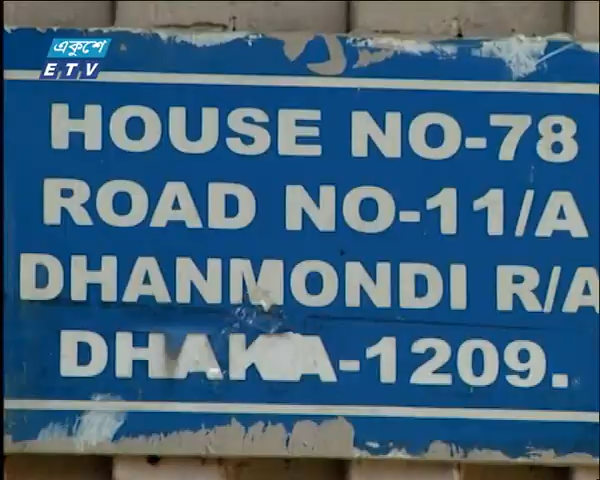 একুশে
ETV
HOUSE NO-78
ROAD NO-11/A
DHANMONDI R/A
DHAKA-1209.